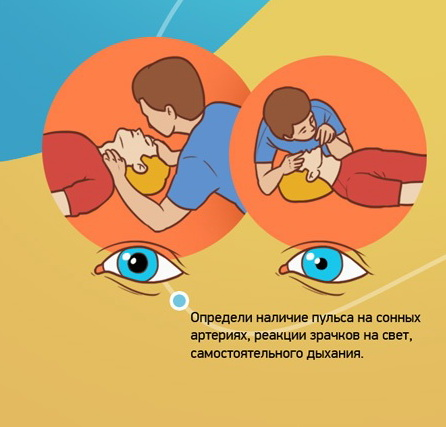 Определи наличие пульса на сонных
артериях, реакции зрачков на свет,
самостоятельного дыхания.